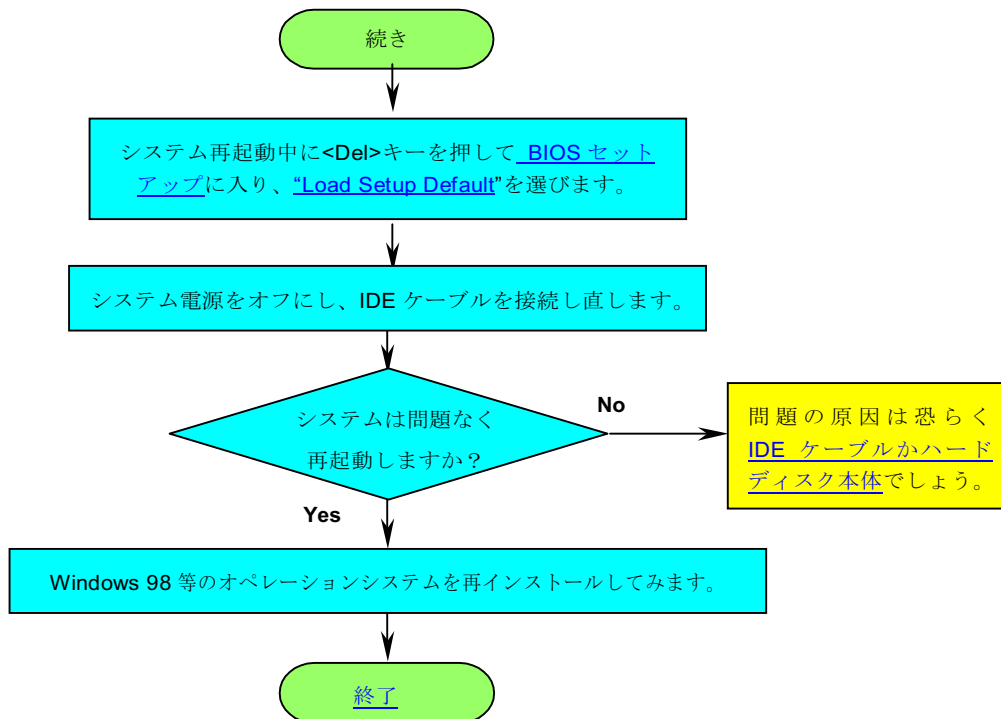 続き
システム再起動中に<Del>キーを押して BIOS セット
アップに入り、“Load Setup Default”を選びます。
システム電源をオフにし、IDE ケーブルを接続し直します。
システムは問題なく
再起動しますか？
No
問題の原因は恐らく
IDE ケーブルかハード
ディスク本体でしょう。
Yes
Windows 98 等のオペレーションシステムを再インストールしてみます。
終了